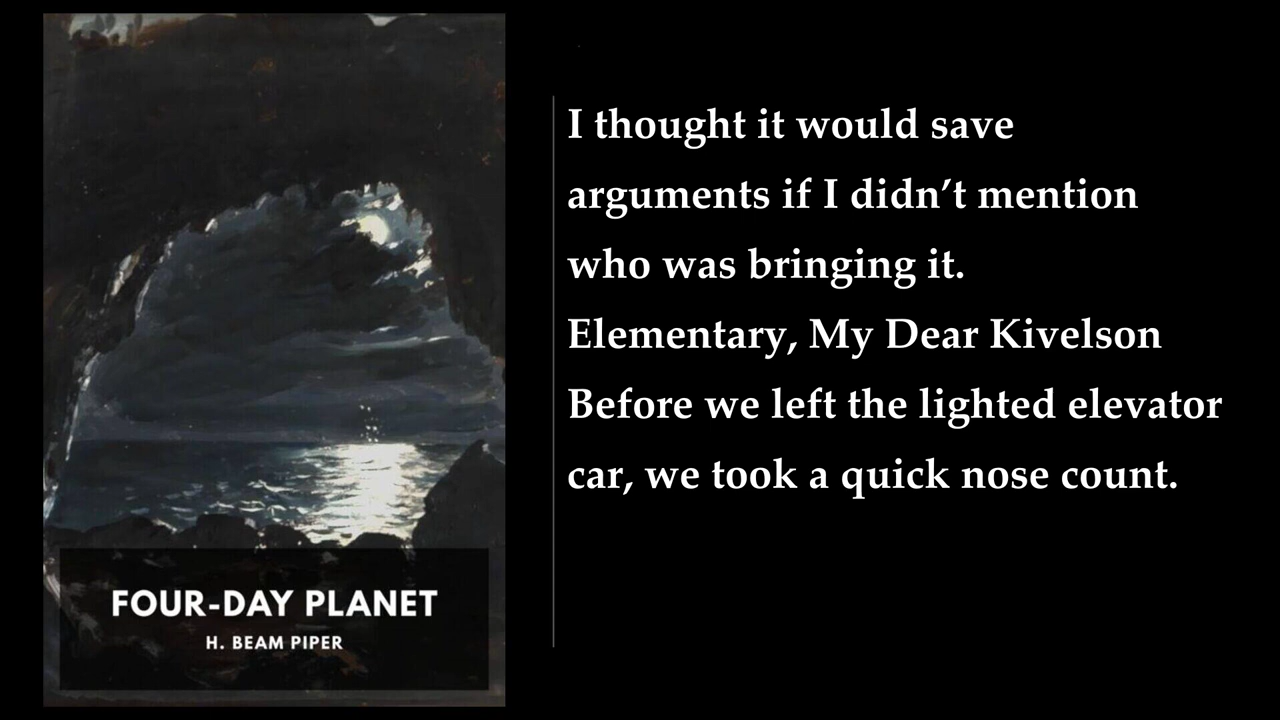 FOUR-DAY PLANET
H. BEAM PIPER
I thought it would save
arguments if I didn’t mention
who was bringing it.
Elementary, My Dear Kivelson
Before we left the lighted elevator
car, we took a quick nose count.